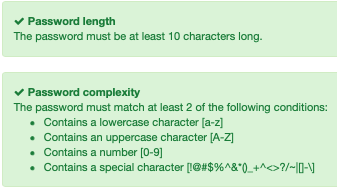 ✔ Password length
The password must be at least 10 characters long.
✔ Password complexity
The password must match at least 2 of the following conditions:
• Contains a lowercase character [a-z]
• Contains an uppercase character [A-Z]
• Contains a number [0-9]
• Contains a special character [!@#$%^&*()_+^<>?/~|[]-\]